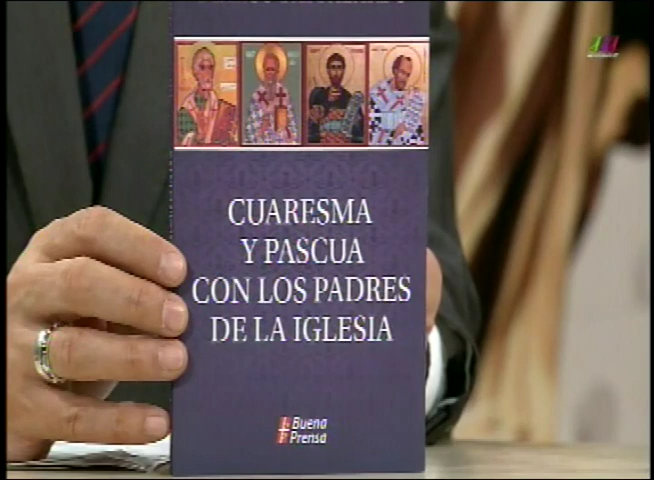 CUARESMA
Y PASCUA
CON LOS PADRES
DE LA IGLESIA
Buena
Prensa